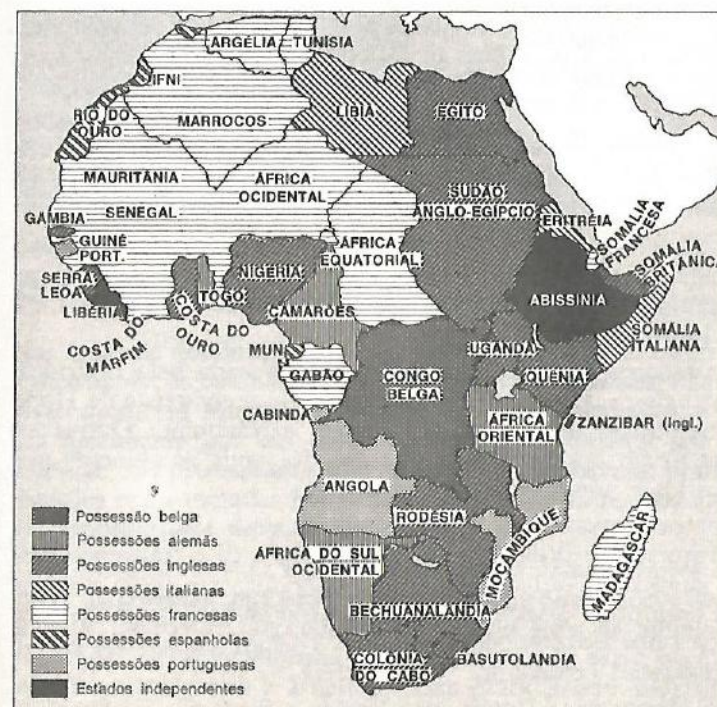 ARGÉLIA
TUNÍSIA
IFNI
RIO DO
OURO
MARROCOS
LÍBIA
EGITO
MAURITÂNIA
ÁFRICA
OCIDENTAL
SENEGAL
GÂMBIA
GUINÉ
PORT.
SERRA
LEOA
LIBÉRIA
COSTA DO
MARFIM
COSTA DO
OURO
TOGO
NIGÉRIA
CAMARÕES
ÁFRICA
EQUATORIAL
SUDÃO
ANGLO-EGÍPCIO
ERITRÉIA
SOMÁLIA
FRANCESA
SOMÁLIA
BRITÂNICA
ABISSÍNIA
SOMÁLIA
ITALIANA
MUNI
GABÃO
CABINDA
CONGO
BELGA
UGANDA
QUÊNIA
ÁFRICA
ORIENTAL
ZANZIBAR (ingl.)
ANGOLA
RODÉSIA
MOÇAMBIQUE
MADAGASCAR
ÁFRICA DO SUL
OCIDENTAL
BECHUANALÂNDIA
COLÔNIA
DO CABO
BASUTOLÂNDIA
Possessão belga
Possessões alemãs
Possessões inglesas
Possessões italianas
Possessões francesas
Possessões espanholas
Possessões portuguesas
Estados independentes